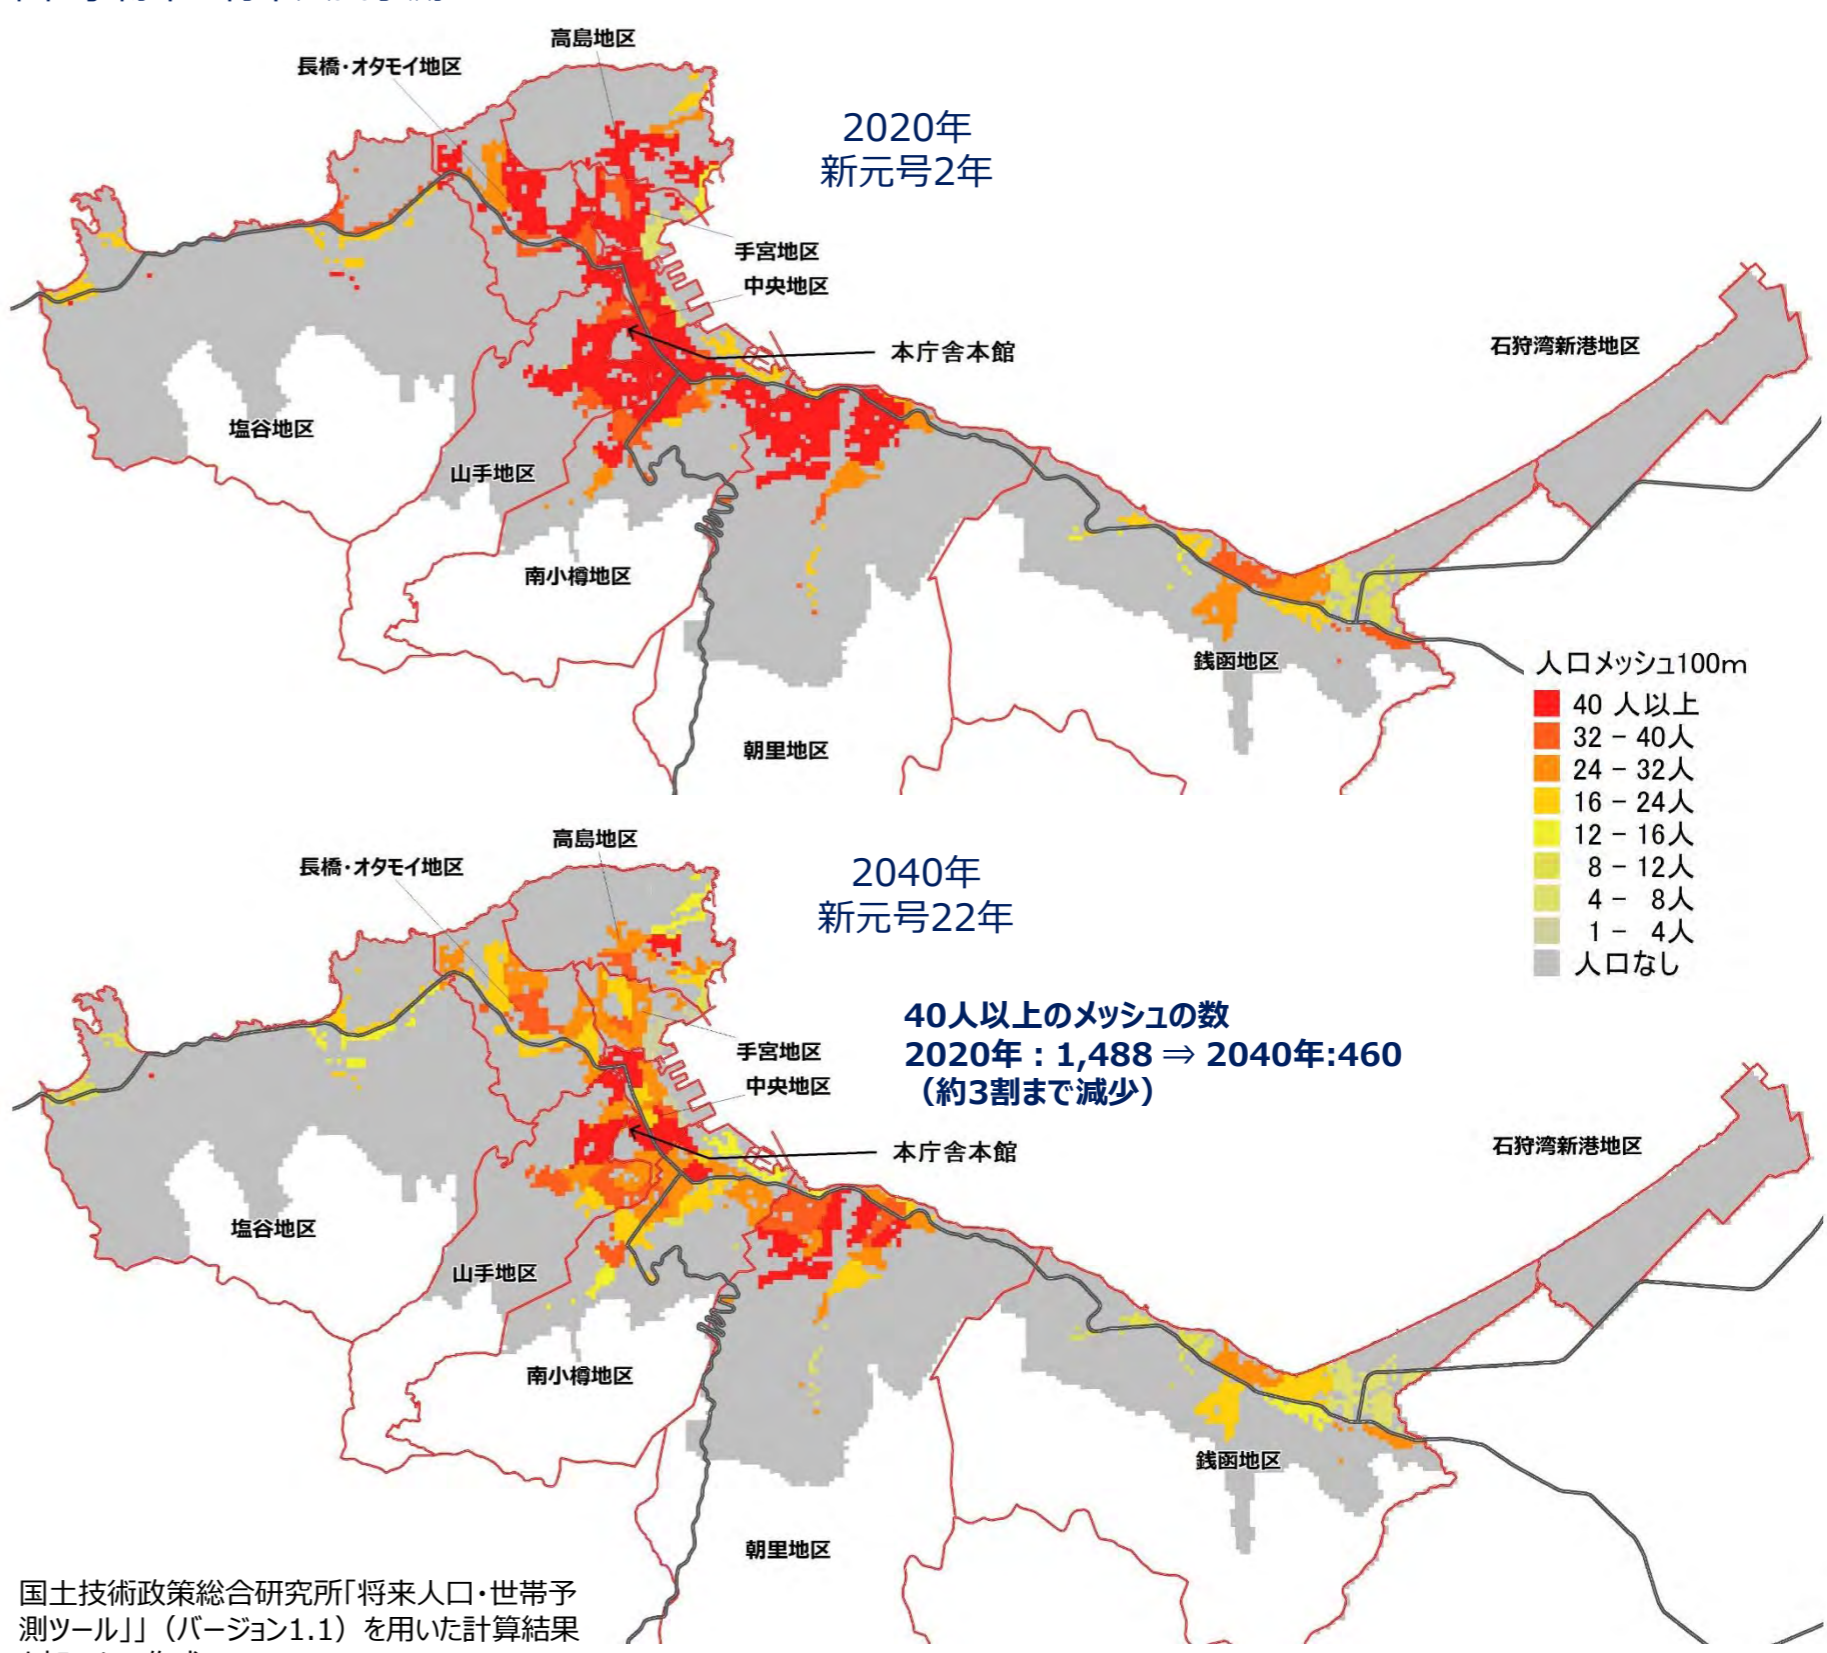 高島地区
長橋・オタモイ地区
2020年
新元号2年
手宮地区
中央地区
本庁舎本館
石狩湾新港地区
塩谷地区
山手地区
南小樽地区
銭函地区
朝里地区
人口メッシュ100m
40 人以上
32 - 40人
24 - 32人
16 - 24人
12 - 16人
8 - 12人
4 - 8人
1 - 4人
人口なし
高島地区
長橋・オタモイ地区
2040年
新元号22年
40人以上のメッシュの数
2020年：1,488 ⇒ 2040年:460
（約3割まで減少）
手宮地区
中央地区
本庁舎本館
石狩湾新港地区
塩谷地区
山手地区
南小樽地区
銭函地区
朝里地区
国土技術政策総合研究所｢将来人口・世帯予
測ツール｣｣（バージョン1.1）を用いた計算結果